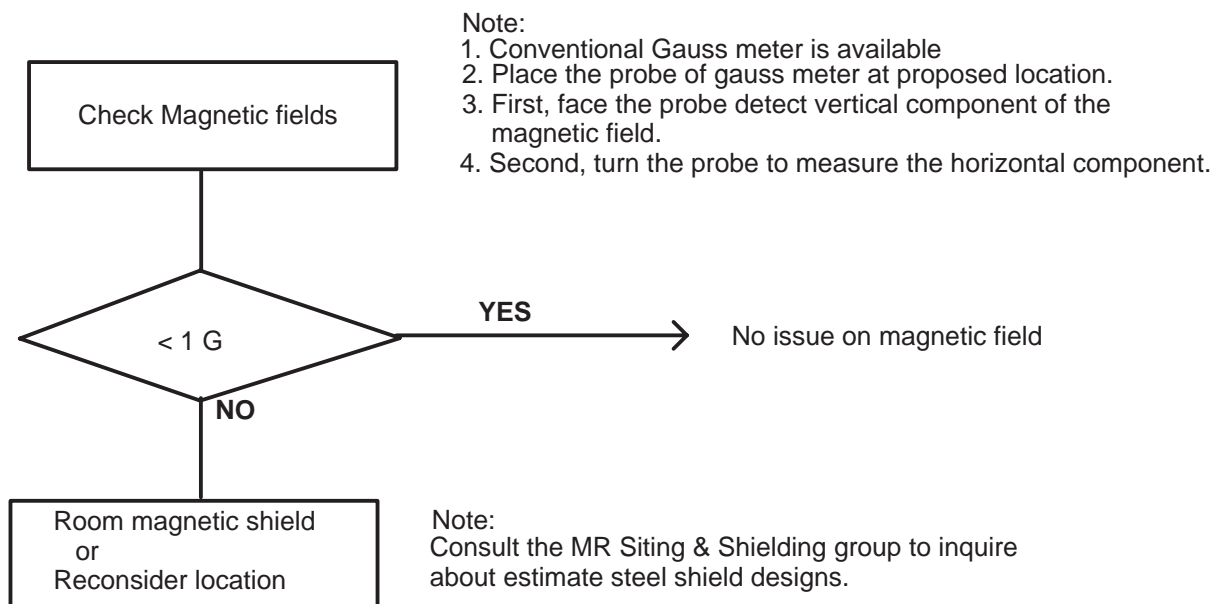 Note:
1. Conventional Gauss meter is available
2. Place the probe of gauss meter at proposed location.
3. First, face the probe detect vertical component of the
magnetic field.
4. Second, turn the probe to measure the horizontal component.
Check Magnetic fields
< 1 G
YES
No issue on magnetic field
NO
Room magnetic shield
or
Reconsider location
Note:
Consult the MR Siting & Shielding group to inquire
about estimate steel shield designs.